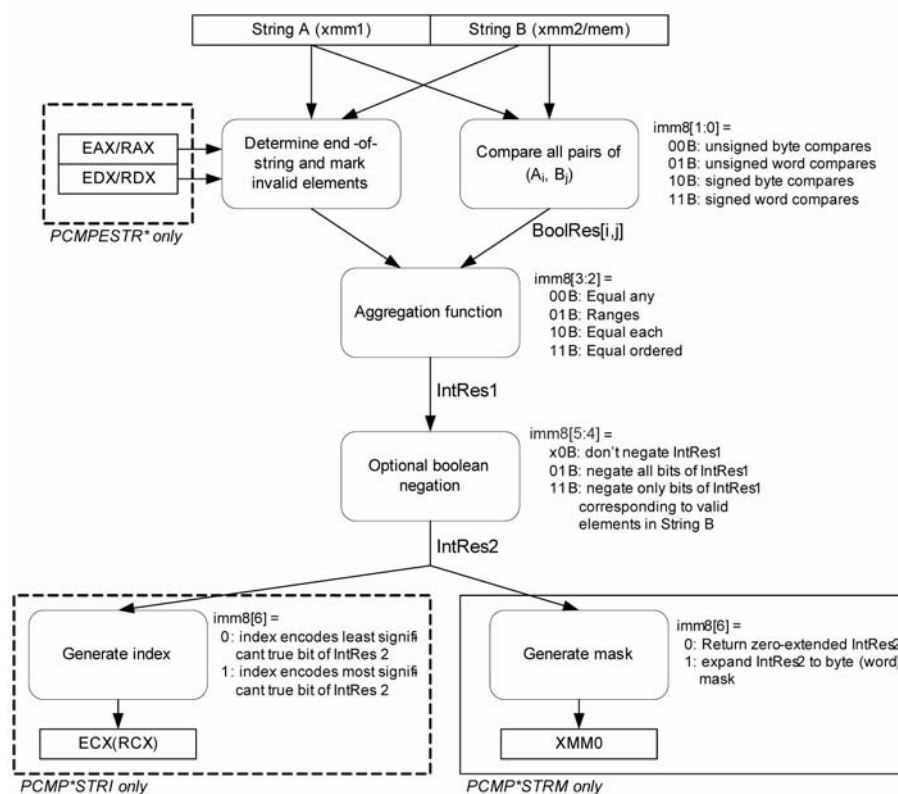 String A (xmm1)
String B (xmm2/mem)
EAX/RAX
EDX/RDX
PCMPESTR* only
Determine end -of-
string and mark
invalid elements
Compare all pairs of
(Ai, Bj)
imm8[1:0] =
00B: unsigned byte compares
01B: unsigned word compares
10B: signed byte compares
11B: signed word compares
BoolRes[i,j]
Aggregation function
imm8[3:2] =
00B: Equal any
01B: Ranges
10B: Equal each
11B: Equal ordered
IntRes1
Optional boolean
negation
imm8[5:4] =
x0B: don't negate IntRes1
01B: negate all bits of IntRes1
11B: negate only bits of IntRes1
corresponding to valid
elements in String B
IntRes2
Generate index
imm8[6] =
0: index encodes least signifi
cant true bit of IntRes 2
1: index encodes most signifi
cant true bit of IntRes 2
ECX(RCX)
PCMP*STRI only
Generate mask
imm8[6] =
0: Return zero-extended IntRes2
1: expand IntRes2 to byte (word)
mask
XMM0
PCMP*STRM only